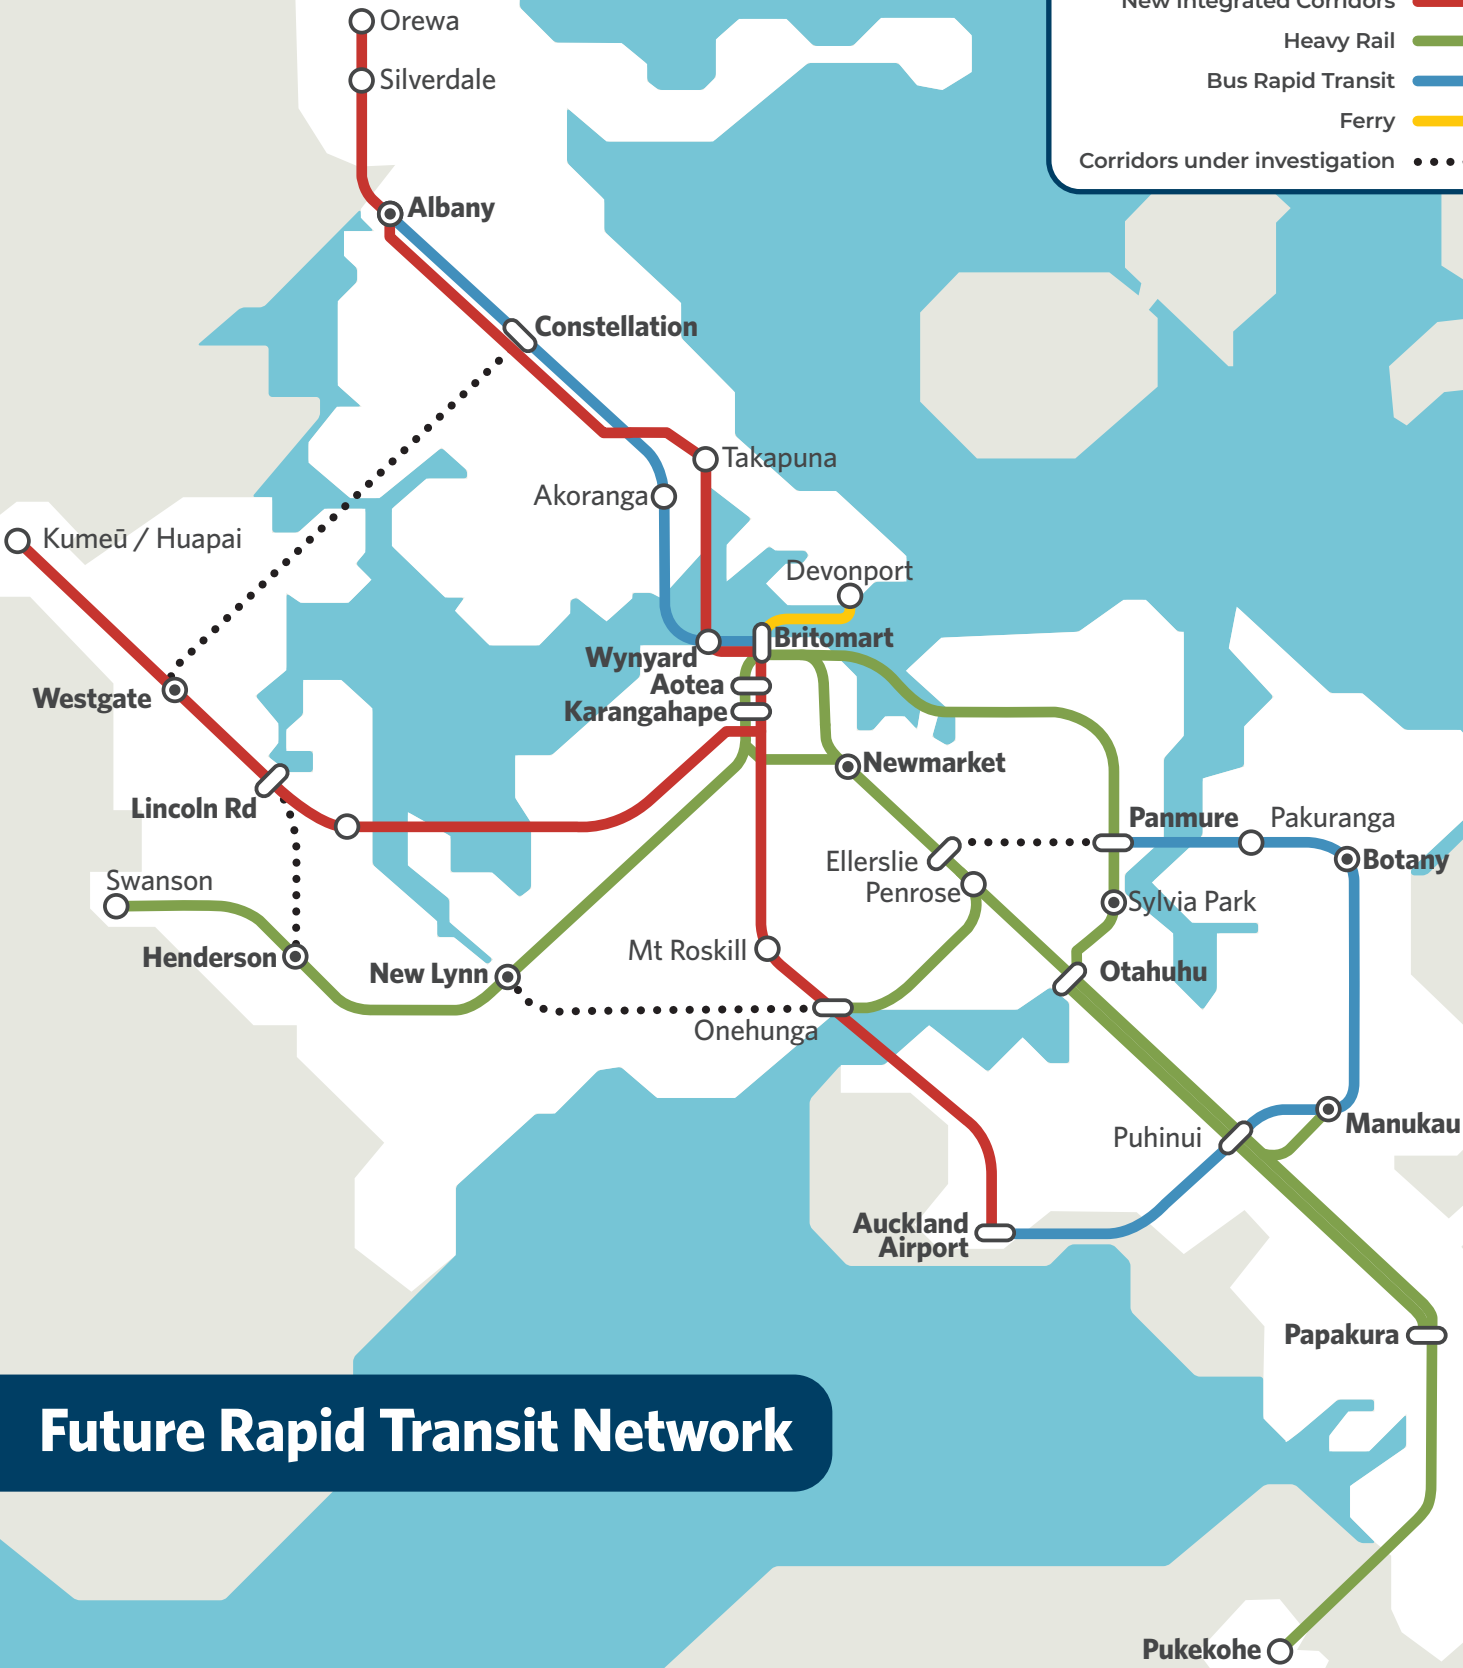 New Integrated Corridors
Heavy Rail
Bus Rapid Transit
Ferry
Corridors under investigation
Orewa
Silverdale
Albany
Constellation
Takapuna
Akoranga
Kumeū / Huapai
Devonport
Britomart
Wynyard
Aotea
Karangahape
Westgate
Newmarket
Lincoln Rd
Panmure
Pakuranga
Botany
Ellerslie
Penrose
Swanson
Sylvia Park
Henderson
New Lynn
Mt Roskill
Otahuhu
Onehunga
Manukau
Puhinui
Auckland
Airport
Papakura
Future Rapid Transit Network
Pukekohe